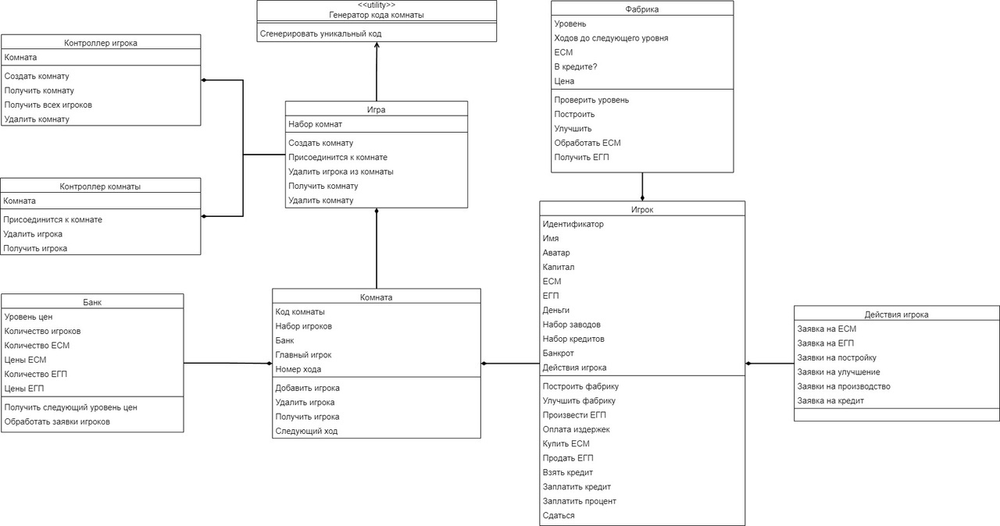 <<utility>>
Генератор кода комнаты
Сгенерировать уникальный код
Контроллер игрока
Комната
Создать комнату
Получить комнату
Получить всех игроков
Удалить комнату
Игра
Набор комнат
Создать комнату
Присоединится к комнате
Удалить игрока из комнаты
Получить комнату
Удалить комнату
Контроллер комнаты
Комната
Присоединится к комнате
Удалить игрока
Получить игрока
Фабрика
Уровень
Ходов до следующего уровня
ЕСМ
В кредите?
Цена
Проверить уровень
Построить
Улучшить
Обработать ЕСМ
Получить ЕГП
Банк
Уровень цен
Количество игроков
Количество ЕСМ
Цены ЕСМ
Количество ЕГП
Цены ЕГП
Получить следующий уровень цен
Обработать заявки игроков
Комната
Код комнаты
Набор игроков
Банк
Главный игрок
Номер хода
Добавить игрока
Удалить игрока
Получить игрока
Следующий ход
Игрок
Идентификатор
Имя
Аватар
Капитал
ЕСМ
ЕГП
Деньги
Набор заводов
Набор кредитов
Банкрот
Действия игрока
Построить фабрику
Улучшить фабрику
Произвести ЕГП
Оплата издержек
Купить ЕСМ
Продать ЕГП
Взять кредит
Заплатить кредит
Заплатить процент
Сдаться
Действия игрока
Заявка на ЕСМ
Заявка на ЕГП
Заявки на постройку
Заявки на улучшение
Заявки на производство
Заявка на кредит